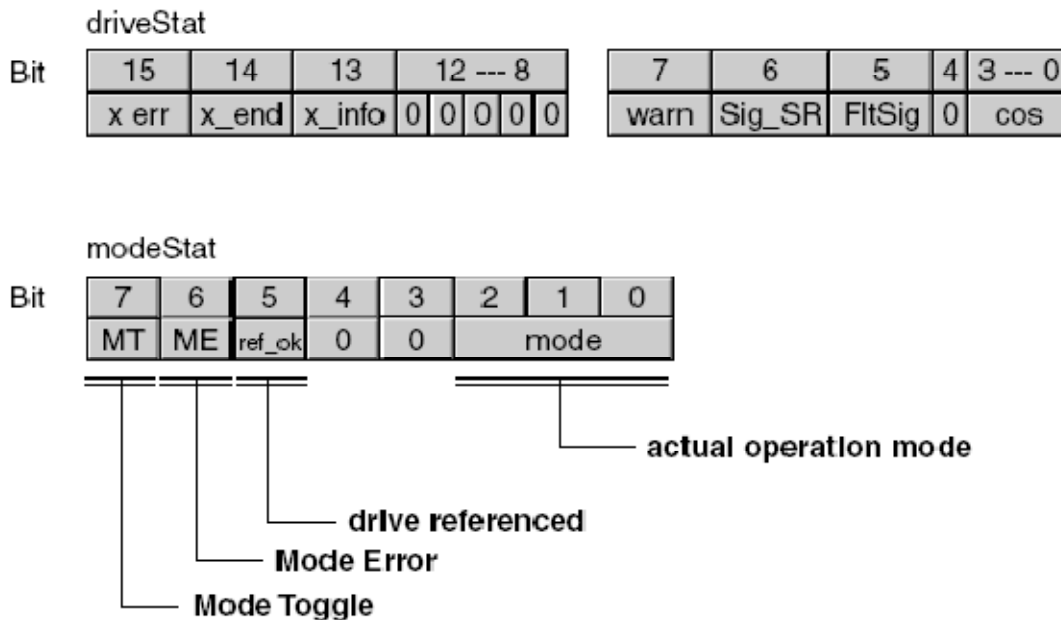 driveStat
Bit 15 14 13 12 --- 8 7 6 5 4 3 --- 0
x err x_end x_info 0 0 0 0 0 warn Sig_SR FltSig 0 cos
modeStat
Bit 7 6 5 4 3 2 1 0
MT ME ref_ok 0 0 mode
actual operation mode
drive referenced
Mode Error
Mode Toggle